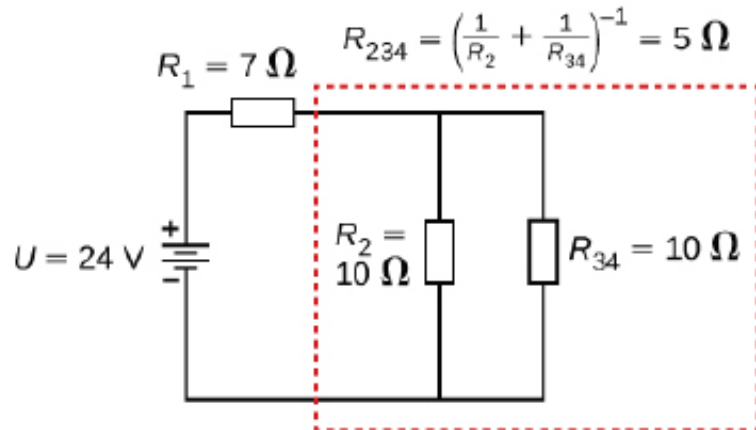 R₂₃₄ = (1/R₂ + 1/R₃₄)⁻¹ = 5 Ω
R₁ = 7 Ω
+
U = 24 V
−
R₂ =
10 Ω
R₃₄ = 10 Ω